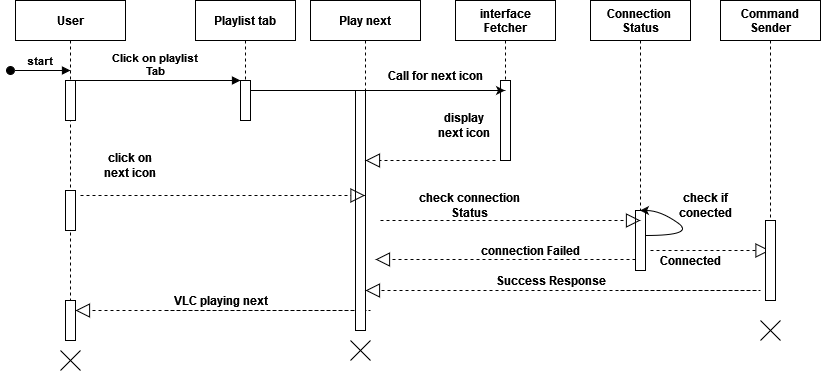 User
Playlist tab
Play next
interface
Fetcher
Connection
Status
Command
Sender
start
Click on playlist
Tab
Call for next icon
display
next icon
click on
next icon
check connection
Status
check if
conected
connection Failed
Connected
Success Response
VLC playing next